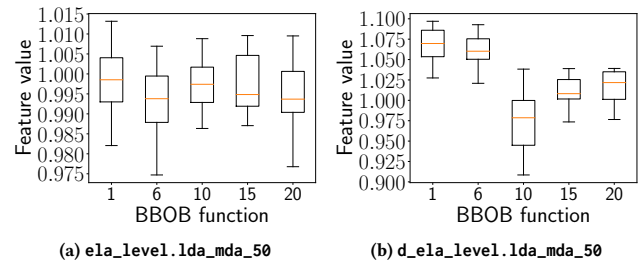 1.015
1.010
1.005
1.000
0.995
0.990
0.985
0.980
0.975
Feature value
1 6 10 15 20
BBOB function
(a) ela_level.lda_mda_50
1.100
1.075
1.050
1.025
1.000
0.975
0.950
0.925
0.900
Feature value
1 6 10 15 20
BBOB function
(b) d_ela_level.lda_mda_50